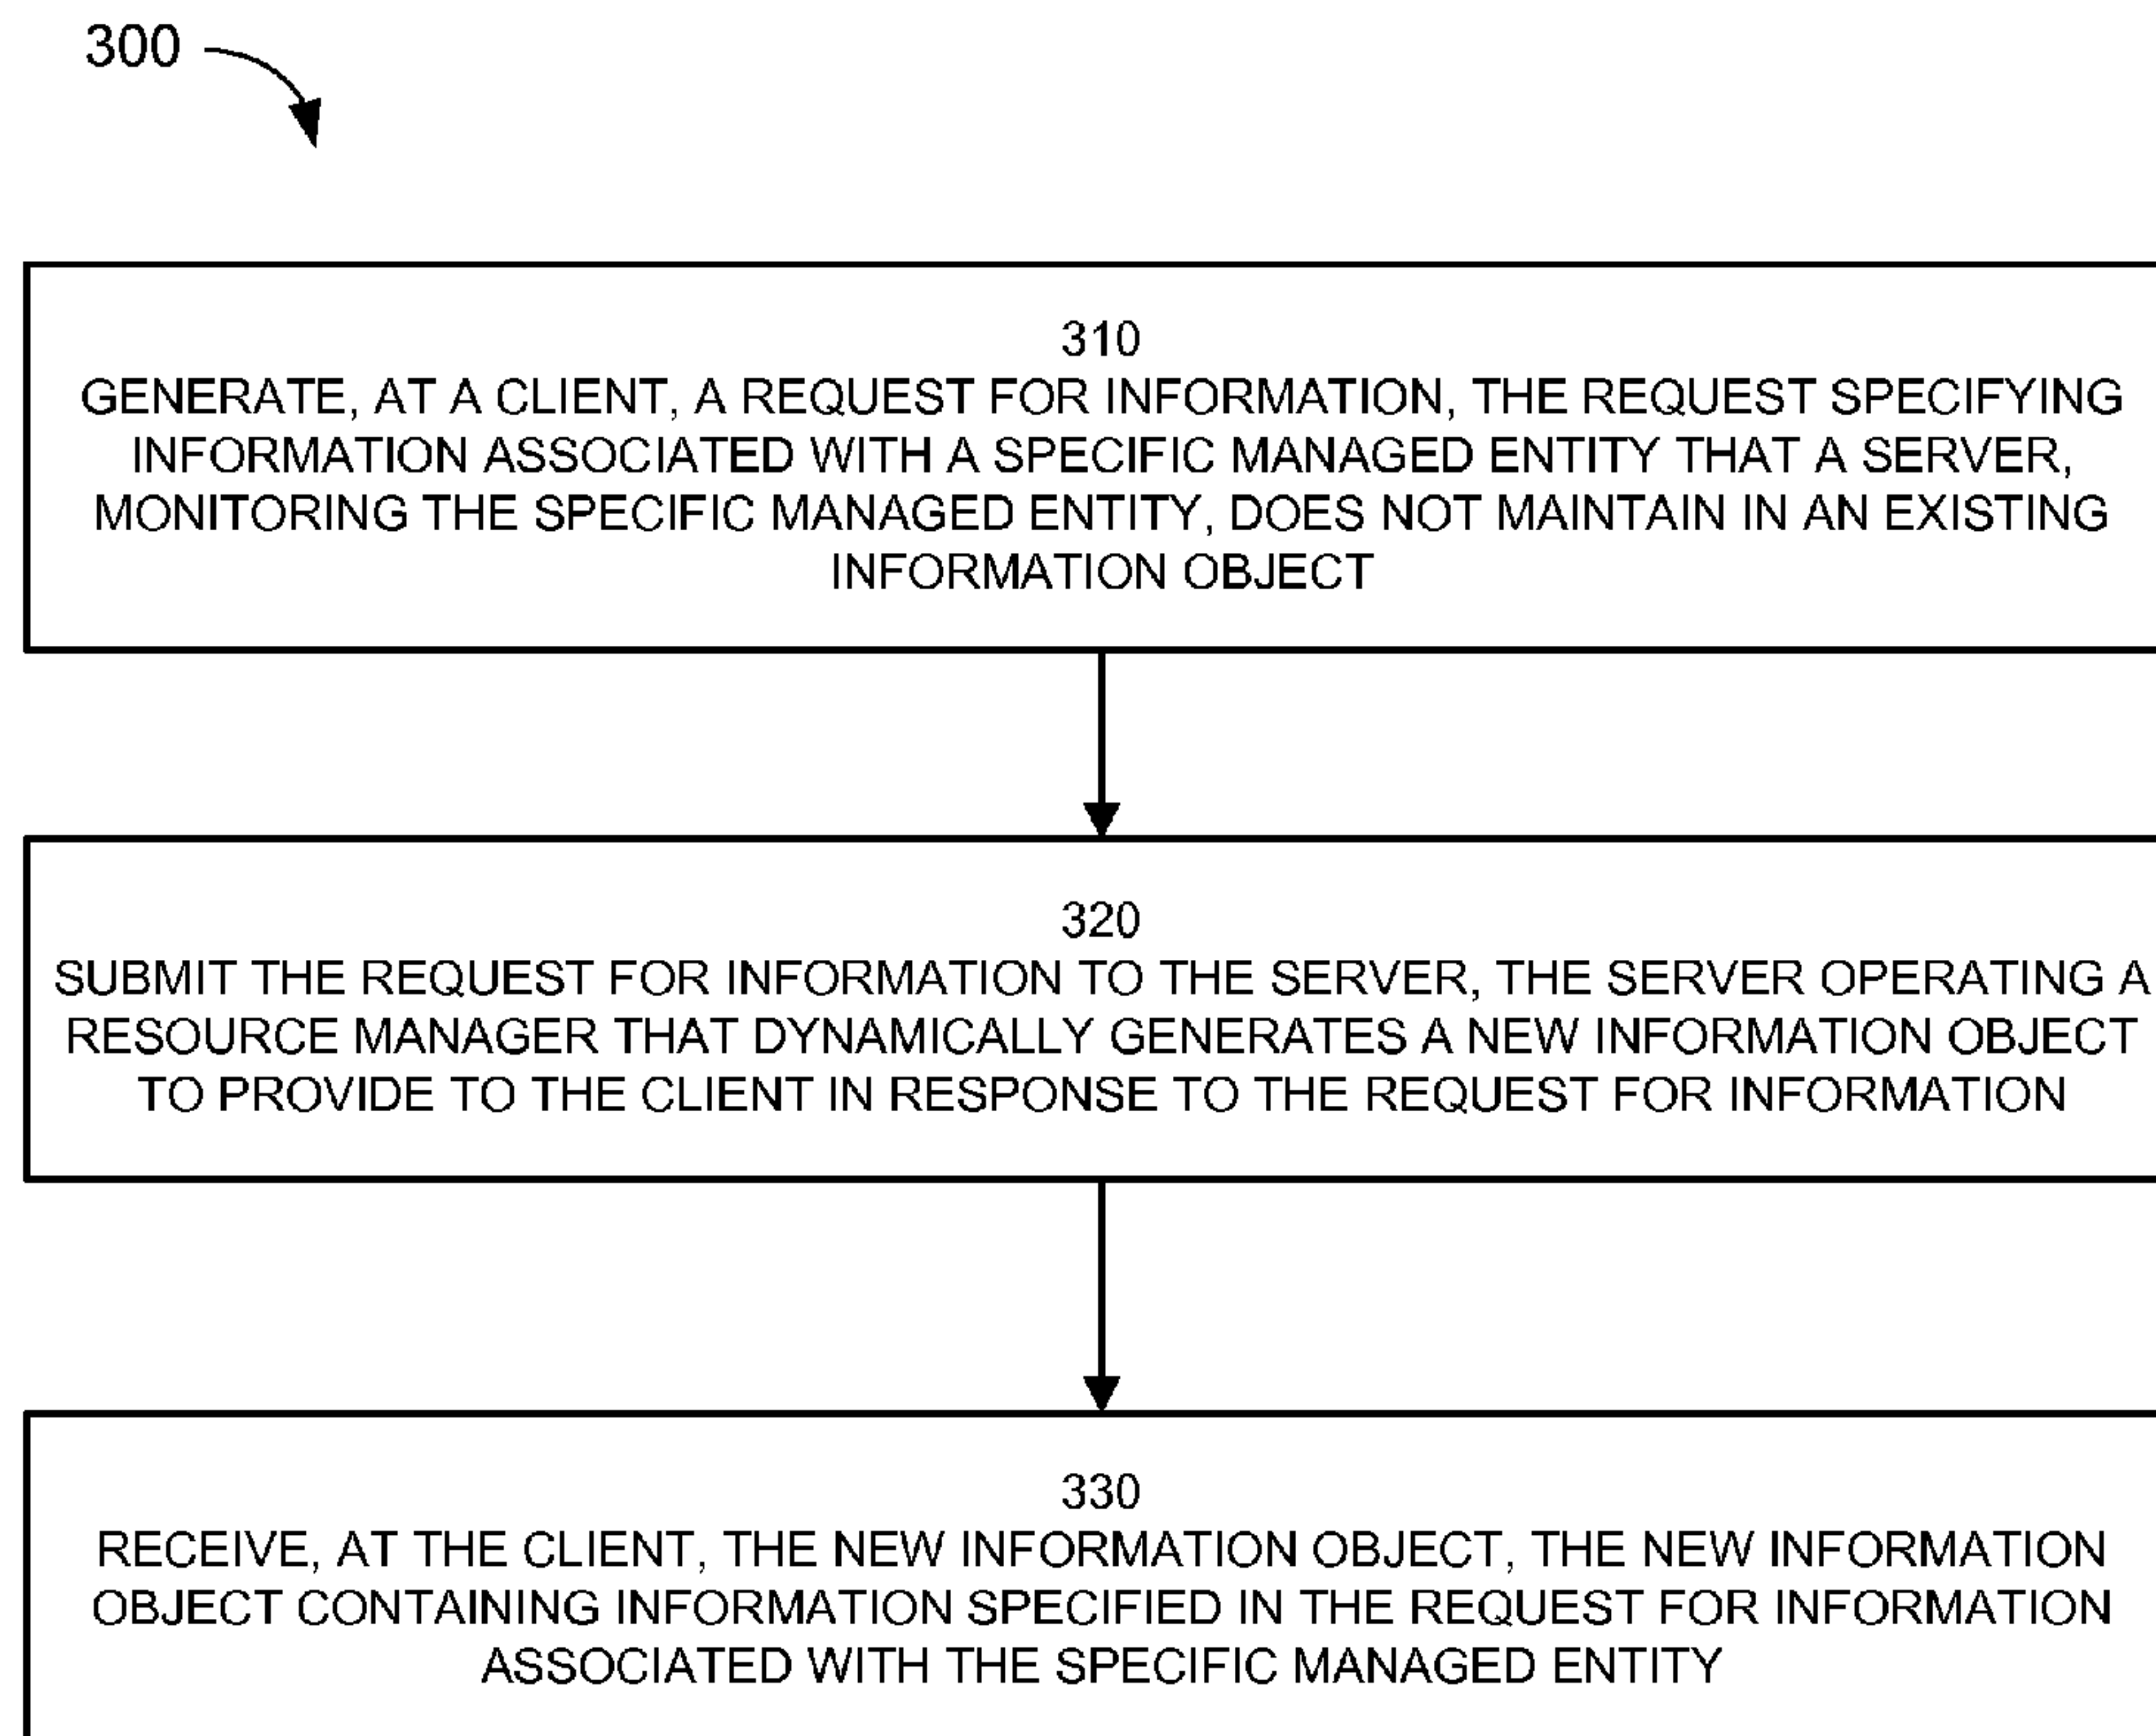 300
310
GENERATE, AT A CLIENT, A REQUEST FOR INFORMATION, THE REQUEST SPECIFYING
INFORMATION ASSOCIATED WITH A SPECIFIC MANAGED ENTITY THAT A SERVER,
MONITORING THE SPECIFIC MANAGED ENTITY, DOES NOT MAINTAIN IN AN EXISTING
INFORMATION OBJECT
320
SUBMIT THE REQUEST FOR INFORMATION TO THE SERVER, THE SERVER OPERATING A
RESOURCE MANAGER THAT DYNAMICALLY GENERATES A NEW INFORMATION OBJECT
TO PROVIDE TO THE CLIENT IN RESPONSE TO THE REQUEST FOR INFORMATION
330
RECEIVE, AT THE CLIENT, THE NEW INFORMATION OBJECT, THE NEW INFORMATION
OBJECT CONTAINING INFORMATION SPECIFIED IN THE REQUEST FOR INFORMATION
ASSOCIATED WITH THE SPECIFIC MANAGED ENTITY